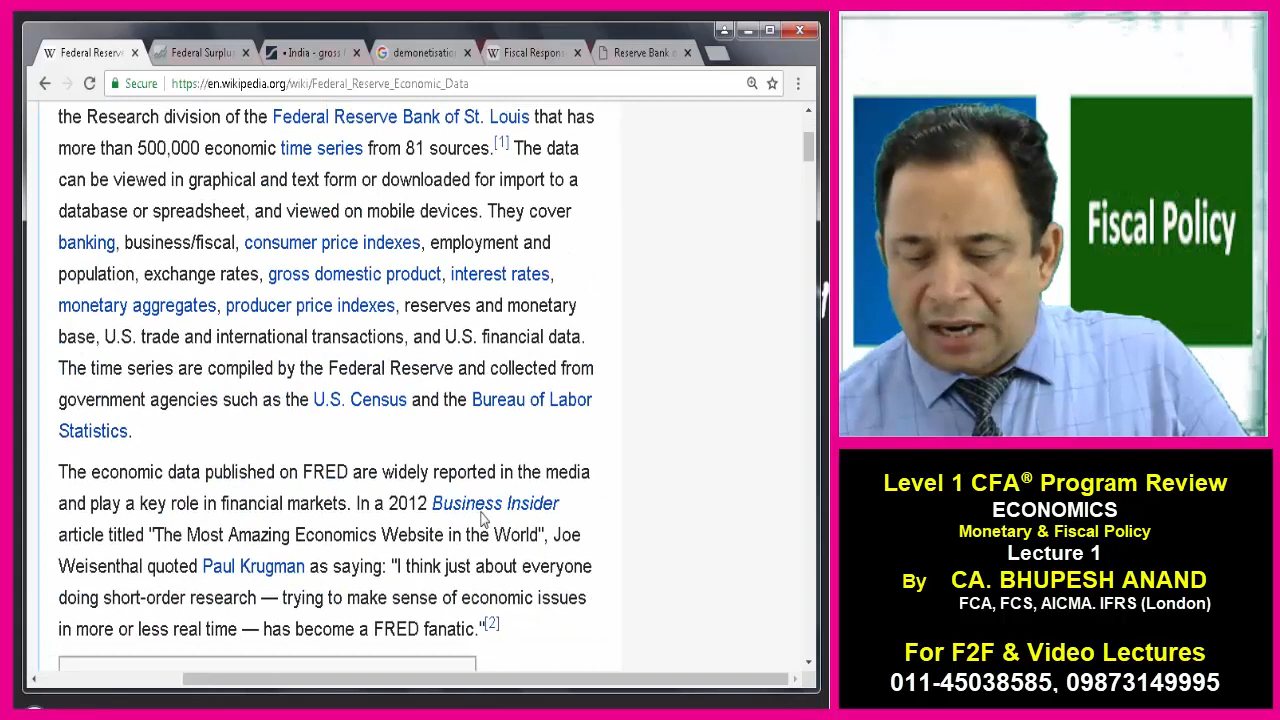 Federal Reserv
Federal Surplus
India - gross
demonetisation
Fiscal Respons
Reserve Bank o
Secure
https://en.wikipedia.org/wiki/Federal_Reserve_Economic_Data
the Research division of the Federal Reserve Bank of St. Louis that has
more than 500,000 economic time series from 81 sources.[1] The data
can be viewed in graphical and text form or downloaded for import to a
database or spreadsheet, and viewed on mobile devices. They cover
banking, business/fiscal, consumer price indexes, employment and
population, exchange rates, gross domestic product, interest rates,
monetary aggregates, producer price indexes, reserves and monetary
base, U.S. trade and international transactions, and U.S. financial data.
The time series are compiled by the Federal Reserve and collected from
government agencies such as the U.S. Census and the Bureau of Labor
Statistics.
The economic data published on FRED are widely reported in the media
and play a key role in financial markets. In a 2012 Business Insider
article titled "The Most Amazing Economics Website in the World", Joe
Weisenthal quoted Paul Krugman as saying: "I think just about everyone
doing short-order research — trying to make sense of economic issues
in more or less real time — has become a FRED fanatic."[2]
Fiscal Policy
Level 1 CFA® Program Review
ECONOMICS
Monetary & Fiscal Policy
Lecture 1
By CA. BHUPESH ANAND
FCA, FCS, AICMA. IFRS (London)
For F2F & Video Lectures
011-45038585, 09873149995